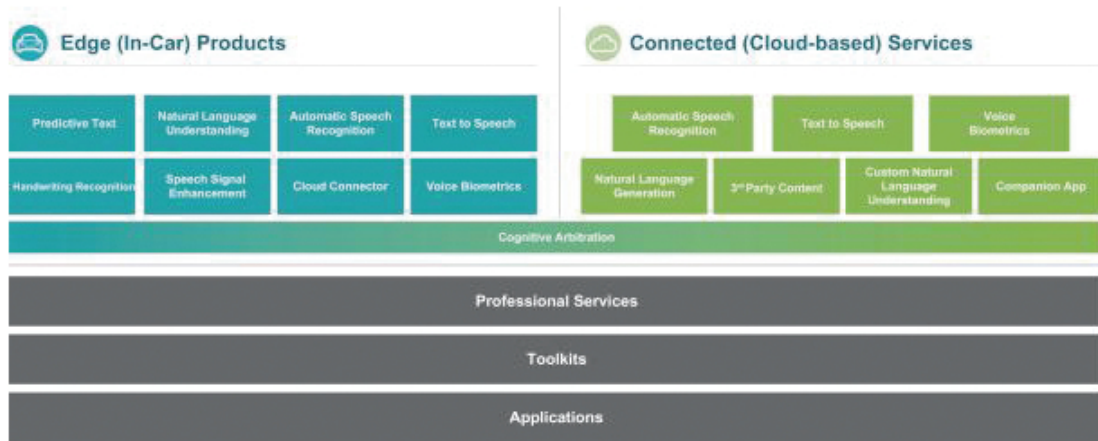 Edge (In-Car) Products
Predictive Text
Natural Language
Understanding
Automatic Speech
Recognition
Text to Speech
Handwriting Recognition
Speech Signal
Enhancement
Cloud Connector
Voice Biometrics
Connected (Cloud-based) Services
Automatic Speech
Recognition
Text to Speech
Voice
Biometrics
Natural Language
Generation
3rd Party Content
Custom Natural
Language
Understanding
Companion App
Cognitive Arbitration
Professional Services
Toolkits
Applications